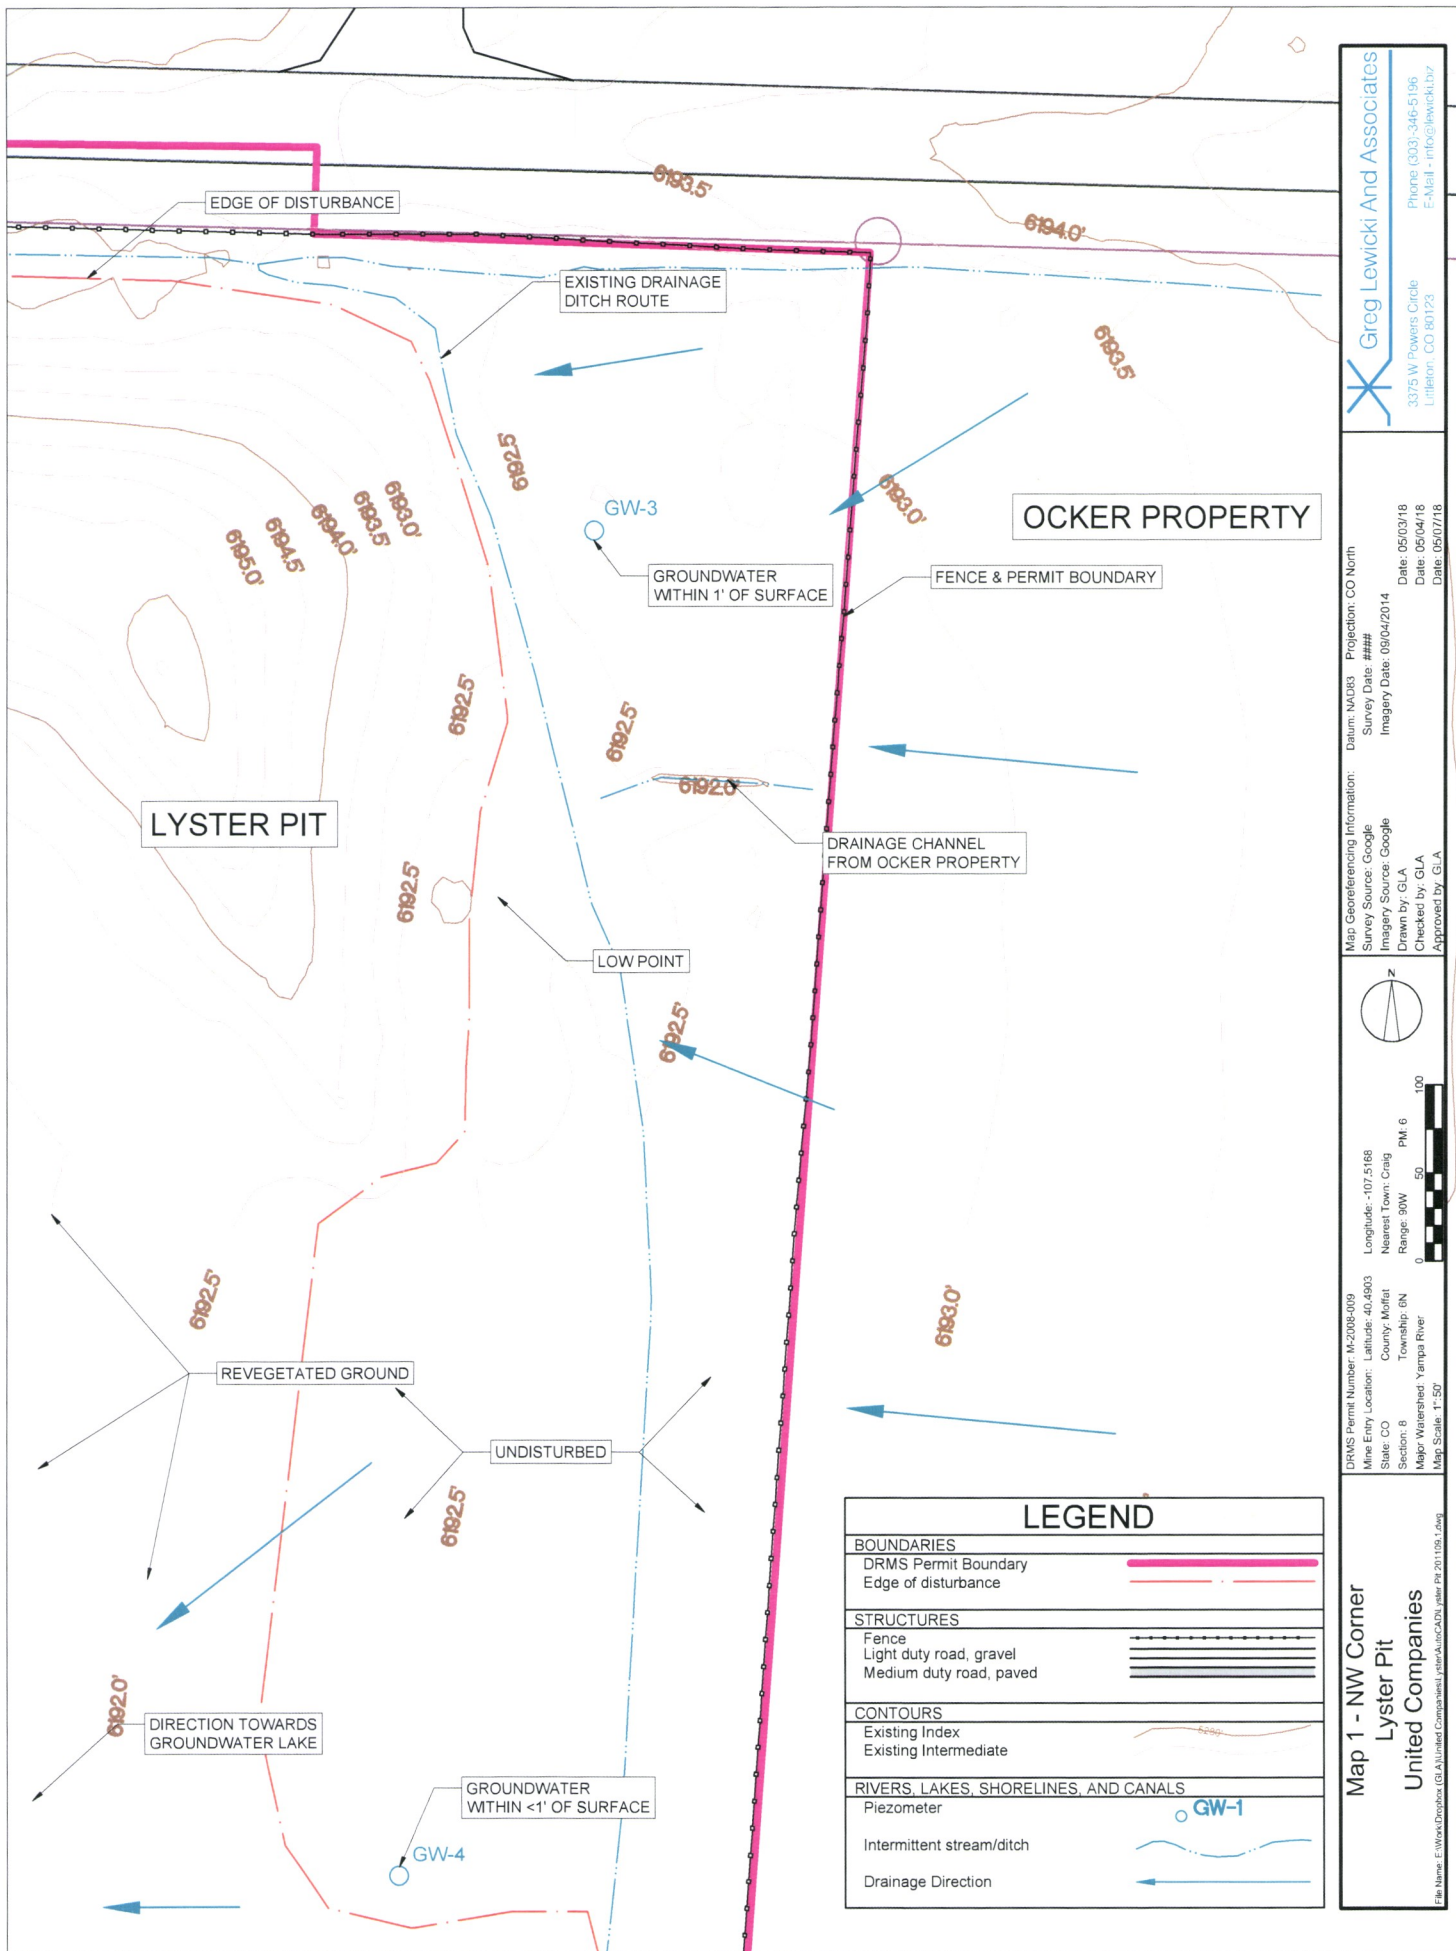 6193.5'
EDGE OF DISTURBANCE
6194.0'
EXISTING DRAINAGE
DITCH ROUTE
6193.5'
6192.5
GW-3
6193.0'
OCKER PROPERTY
6193.0'
6193.5'
6194.0'
6194.5'
6195.0'
GROUNDWATER
WITHIN 1' OF SURFACE
FENCE & PERMIT BOUNDARY
6192.5'
6192.5'
6192.0'
LYSTER PIT
DRAINAGE CHANNEL
FROM OCKER PROPERTY
6192.5'
LOW POINT
6192.5'
6192.5'
6193.0'
REVEGETATED GROUND
UNDISTURBED
6192.5'
6192.0'
DIRECTION TOWARDS
GROUNDWATER LAKE
GROUNDWATER
WITHIN <1' OF SURFACE
GW-4
LEGEND
BOUNDARIES
DRMS Permit Boundary
Edge of disturbance
STRUCTURES
Fence
Light duty road, gravel
Medium duty road, paved
CONTOURS
Existing Index
5280'
Existing Intermediate
RIVERS, LAKES, SHORELINES, AND CANALS
Piezometer
GW-1
Intermittent stream/ditch
Drainage Direction
Greg Lewicki And Associates
3375 W Powers Circle
Littleton, CO 80123
Phone (303)-346-5196
E-Mail - info@lewicki.biz
Map Georeferencing Information:
Datum: NAD83
Projection: CO North
Survey Source: Google
Survey Date: ####
Imagery Source: Google
Imagery Date: 09/04/2014
Drawn by: GLA
Date: 05/03/18
Checked by: GLA
Date: 05/04/18
Approved by: GLA
Date: 05/07/18
N
DRMS Permit Number: M-2008-009
Mine Entry Location:
Latitude: 40.4903
Longitude: -107.5168
State: CO
County: Moffat
Nearest Town: Craig
Section: 8
Township: 6N
Range: 90W
PM: 6
Major Watershed: Yampa River
Map Scale: 1":50'
0
50
100
Map 1 - NW Corner
Lyster Pit
United Companies